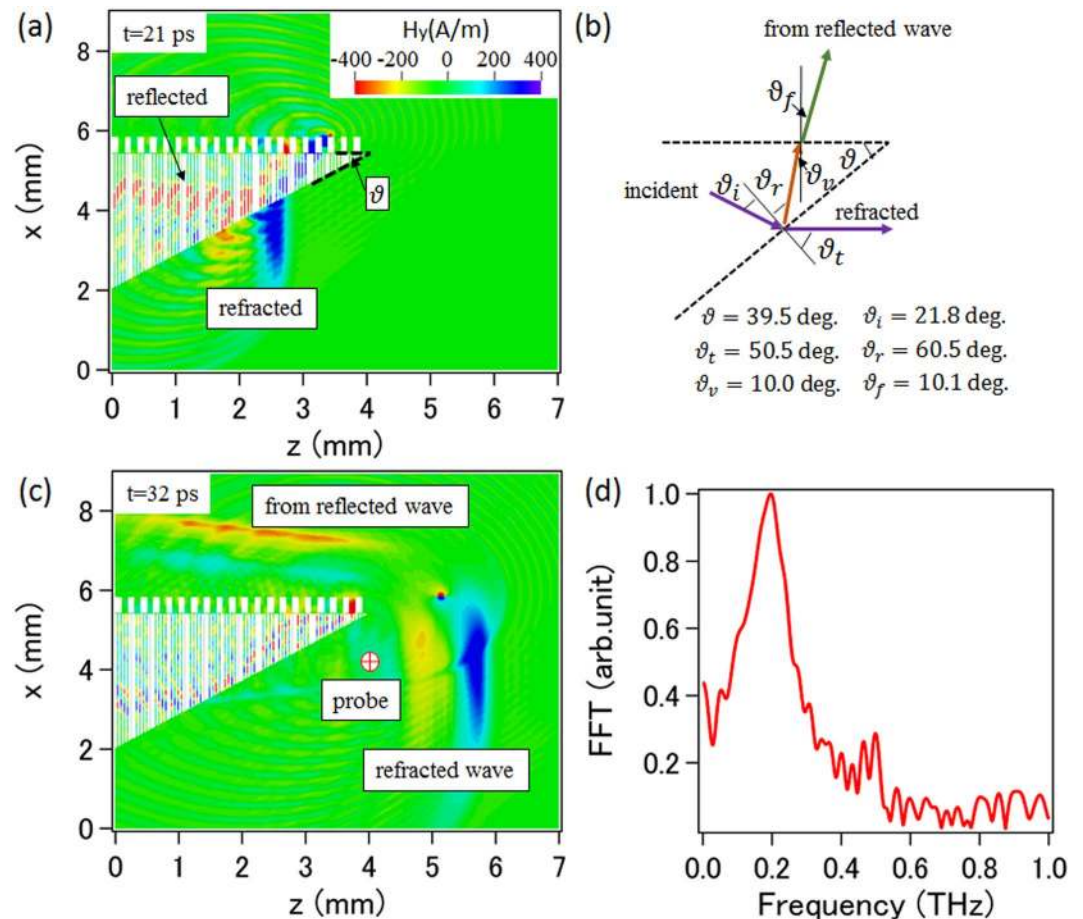 (a)
t=21 ps
Hy(A/m)
-400 -200 0 200 400
reflected
ϑ
refracted
x (mm)
8
6
4
2
0
0 1 2 3 4 5 6 7
z (mm)
(b)
from reflected wave
ϑf
ϑv
ϑ
incident
ϑi
ϑr
refracted
ϑt
ϑ = 39.5 deg. ϑi = 21.8 deg.
ϑt = 50.5 deg. ϑr = 60.5 deg.
ϑv = 10.0 deg. ϑf = 10.1 deg.
(c)
t=32 ps
from reflected wave
probe
refracted wave
x (mm)
8
6
4
2
0
0 1 2 3 4 5 6 7
z (mm)
(d)
FFT (arb.unit)
1.0
0.8
0.6
0.4
0.2
0.0 0.2 0.4 0.6 0.8 1.0
Frequency (THz)